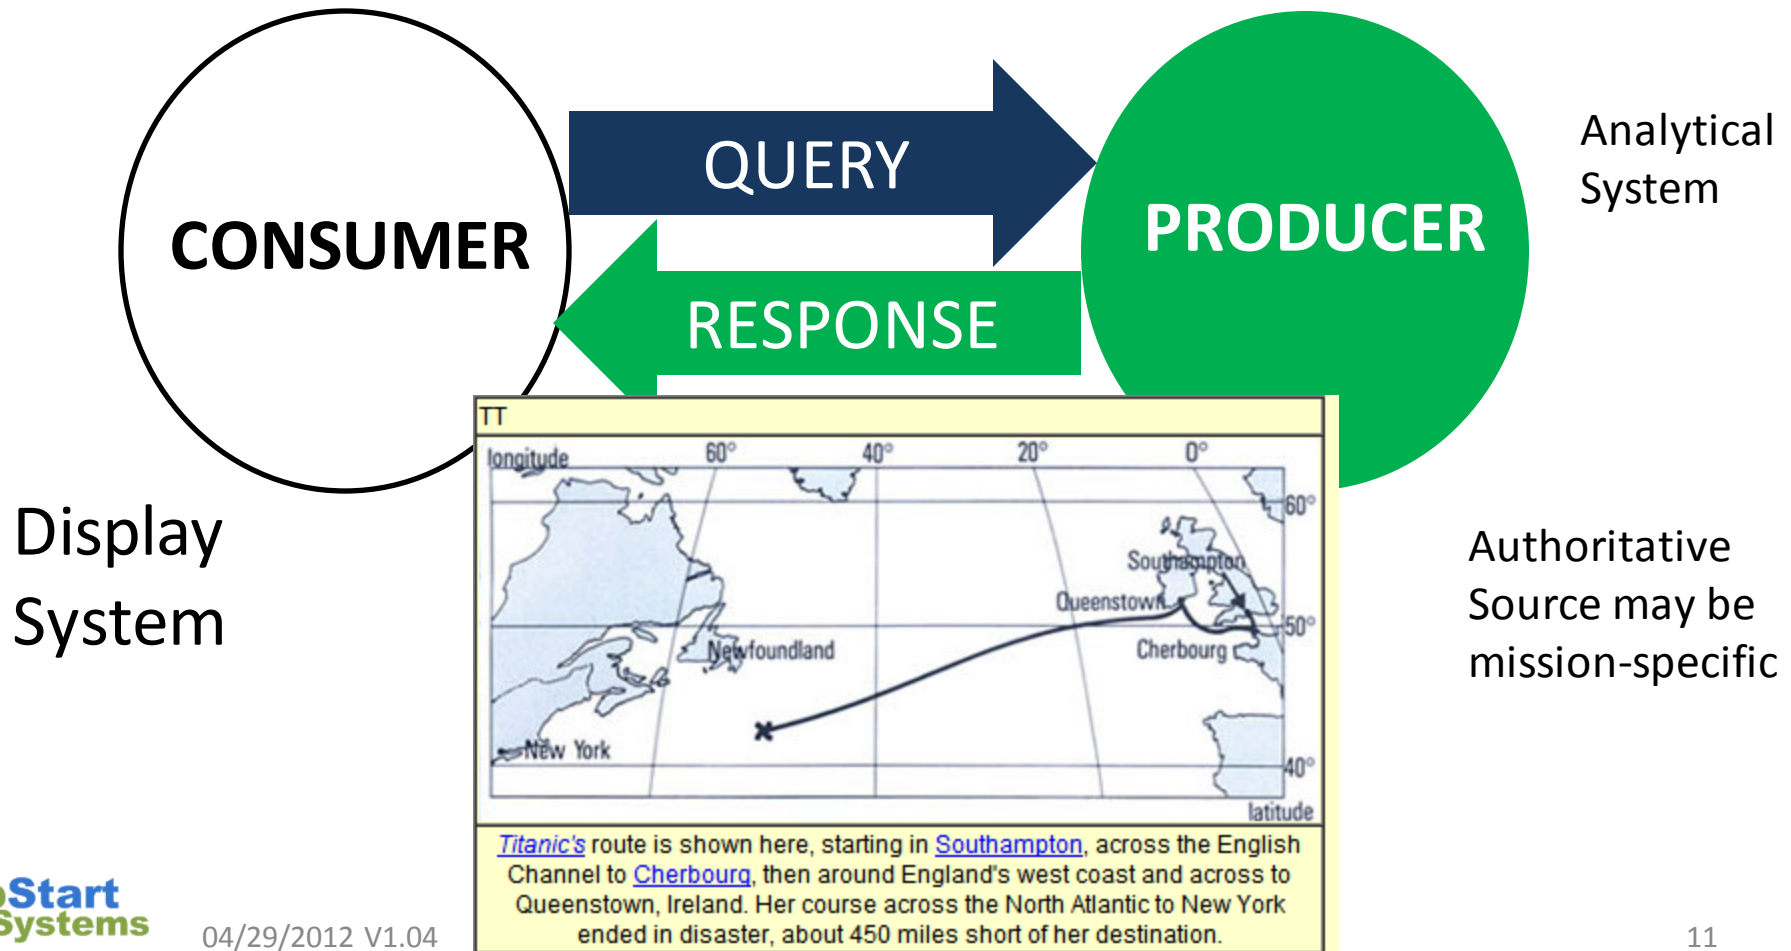 QUERY
CONSUMER
PRODUCER
Analytical
System
RESPONSE
TT
longitude
60°
40°
20°
0°
60°
Southampton
Queenstown
50°
Newfoundland
Cherbourg
New York
40°
latitude
Display
System
Authoritative
Source may be
mission-specific
Titanic's route is shown here, starting in Southampton, across the English
Channel to Cherbourg, then around England's west coast and across to
Queenstown, Ireland. Her course across the North Atlantic to New York
ended in disaster, about 450 miles short of her destination.
Start
Systems
04/29/2012 V1.04
11